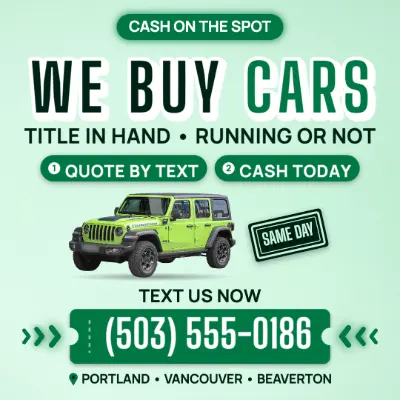 CASH ON THE SPOT
WE BUY CARS
TITLE IN HAND • RUNNING OR NOT
1 QUOTE BY TEXT 2 CASH TODAY
SAME DAY
TEXT US NOW
(503) 555-0186
PORTLAND • VANCOUVER • BEAVERTON